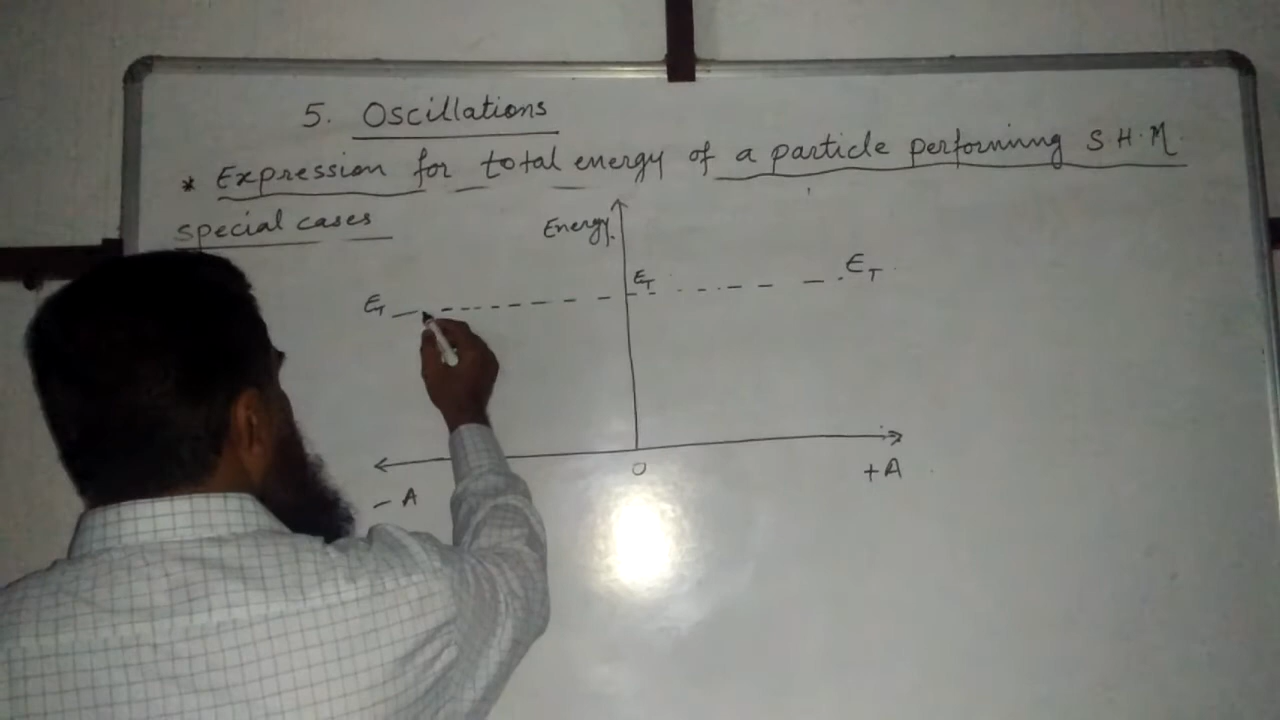 5. Oscillations
* Expression for total energy of a particle performing S.H.M.
special cases
Energy.
E_T E_T E_T
O
- A +A